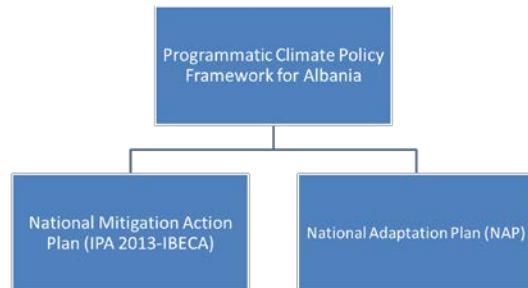 Programmatic Climate Policy
Framework for Albania
National Mitigation Action
Plan (IPA 2013-IBECA)
National Adaptation Plan (NAP)